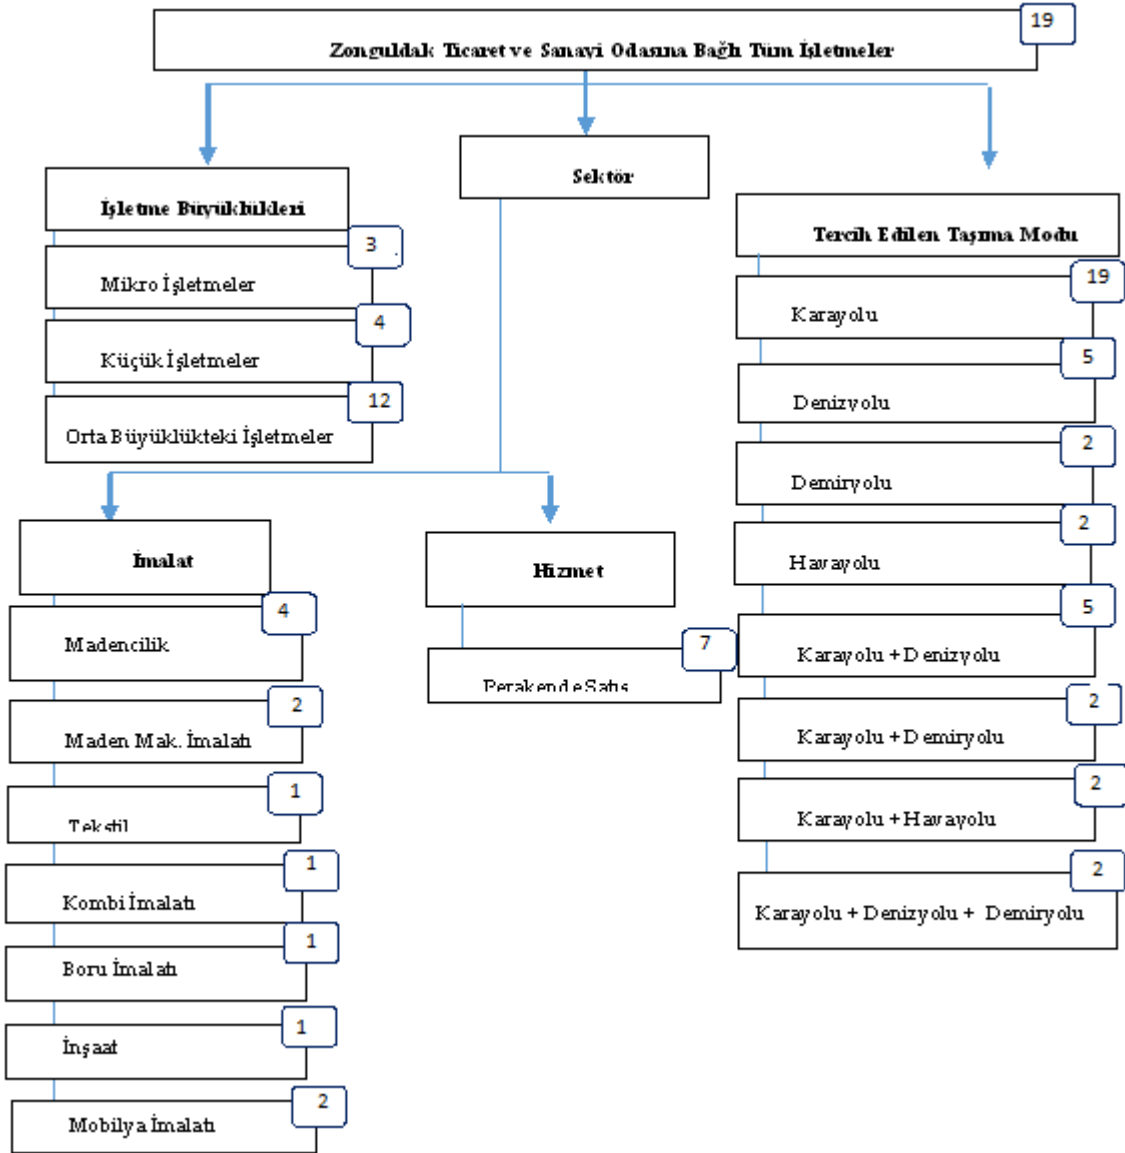 19
Zonguldak Ticaret ve Sanayi Odasına Bağlı Tüm İşletmeler
İşletme Büyüklükleri
3
Mikro İşletmeler
4
Küçük İşletmeler
12
Orta Büyüklükteki İşletmeler
Sektör
İmalat
4
Madencilik
2
Maden Mak. İmalatı
1
Tekstil
1
Kombi İmalatı
1
Boru İmalatı
1
İnşaat
2
Mobilya İmalatı
Hizmet
7
Perakende Satış
Tercih Edilen Taşıma Modu
19
Karayolu
5
Denizyolu
2
Demiryolu
2
Havayolu
5
Karayolu + Denizyolu
2
Karayolu + Demiryolu
2
Karayolu + Havayolu
2
Karayolu + Denizyolu + Demiryolu